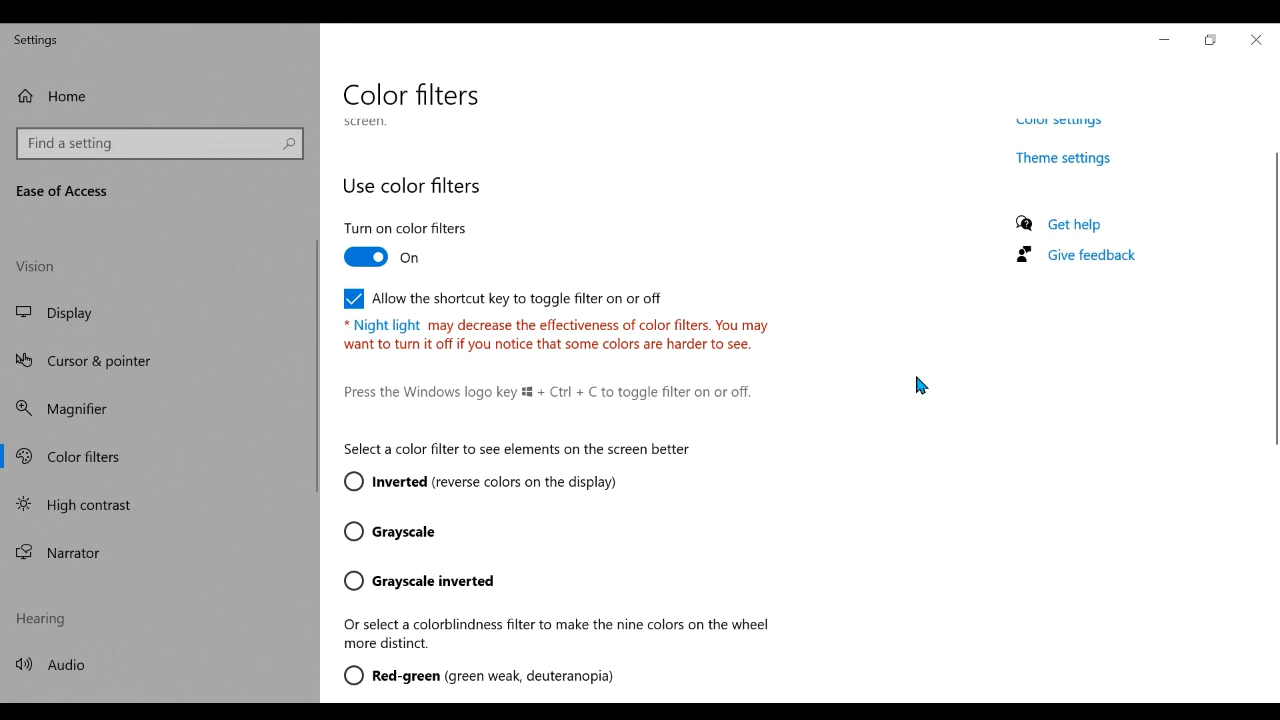 Settings
Home
Find a setting
Ease of Access
Vision
Display
Cursor & pointer
Magnifier
Color filters
High contrast
Narrator
Hearing
Audio
Color filters
screen.
Use color filters
Turn on color filters
On
Allow the shortcut key to toggle filter on or off
* Night light may decrease the effectiveness of color filters. You may
want to turn it off if you notice that some colors are harder to see.
Press the Windows logo key + Ctrl + C to toggle filter on or off.
Select a color filter to see elements on the screen better
Inverted (reverse colors on the display)
Grayscale
Grayscale inverted
Or select a colorblindness filter to make the nine colors on the wheel
more distinct.
Red-green (green weak, deuteranopia)
Color settings
Theme settings
Get help
Give feedback